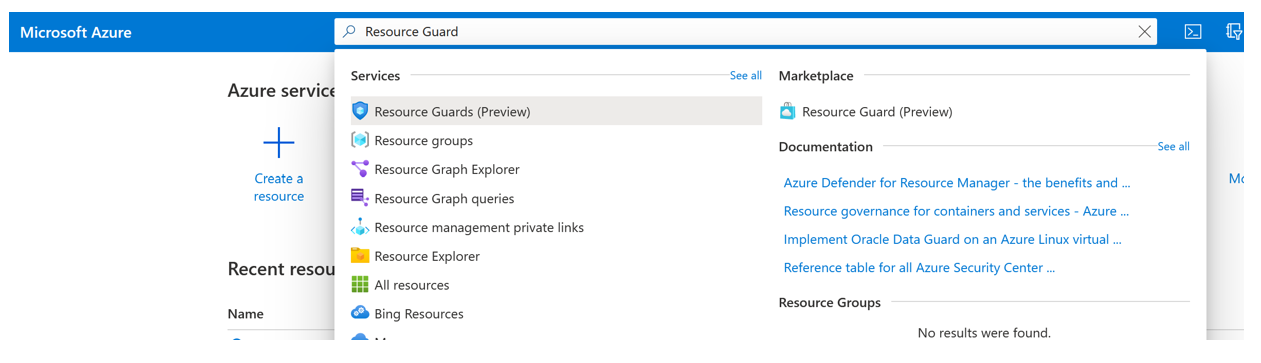 Microsoft Azure
Resource Guard
Azure service
Create a
resource
Recent resou
Name
Services
See all
Resource Guards (Preview)
Resource groups
Resource Graph Explorer
Resource Graph queries
Resource management private links
Resource Explorer
All resources
Bing Resources
Marketplace
Resource Guard (Preview)
Documentation
See all
Azure Defender for Resource Manager - the benefits and ...
Resource governance for containers and services - Azure ...
Implement Oracle Data Guard on an Azure Linux virtual ...
Reference table for all Azure Security Center ...
Resource Groups
No results were found.
Mo